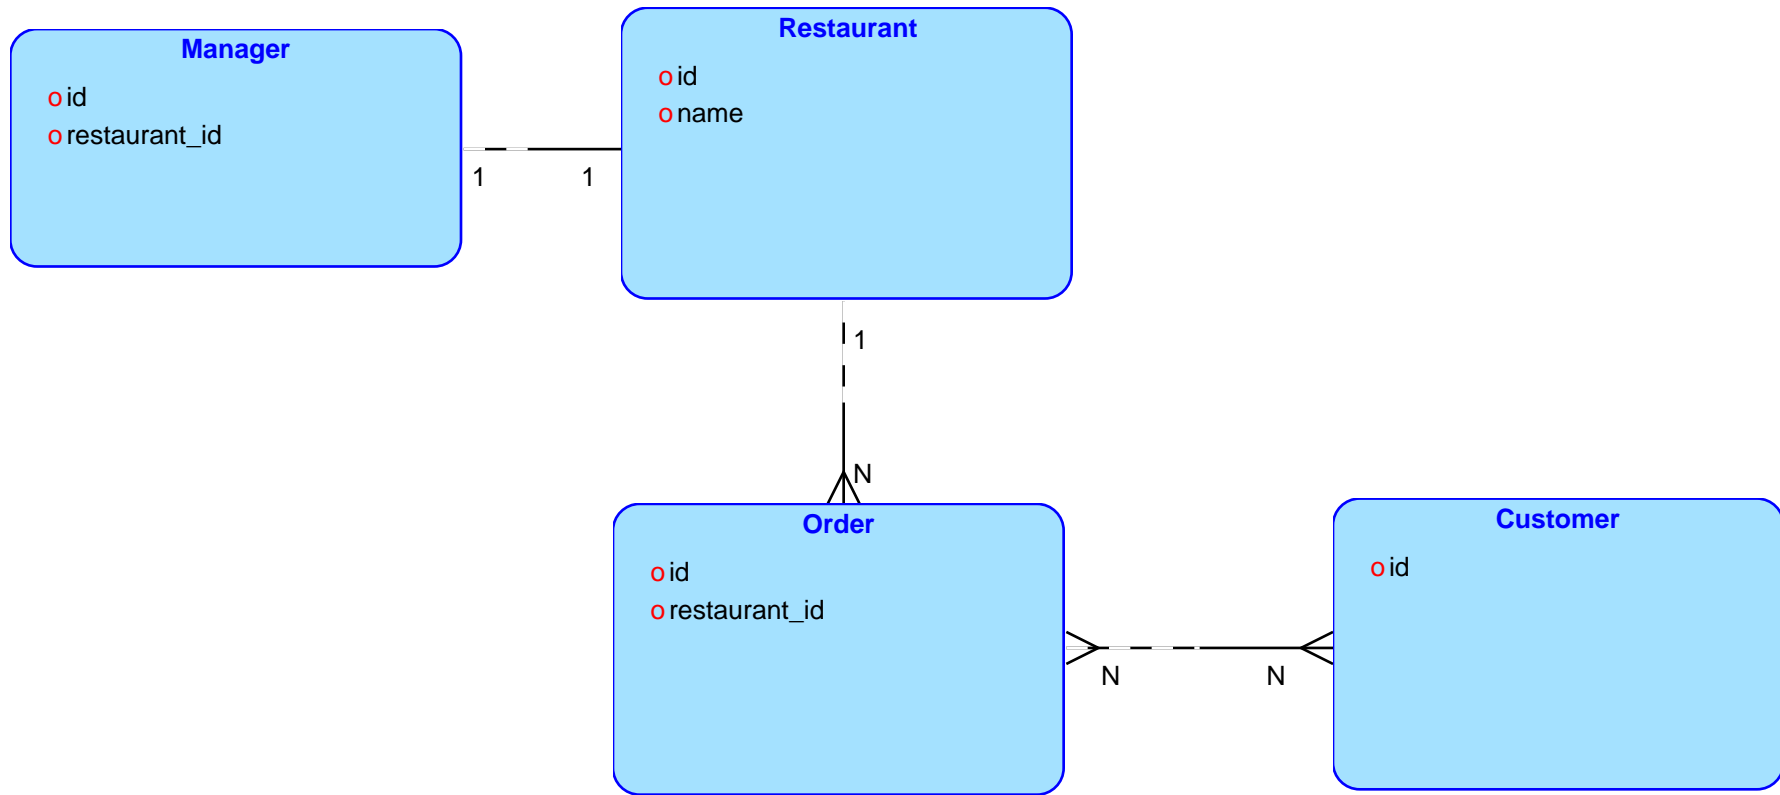 Manager
o id
o restaurant_id
Restaurant
o id
o name
1 1
1
N
Order
o id
o restaurant_id
N N
Customer
o id